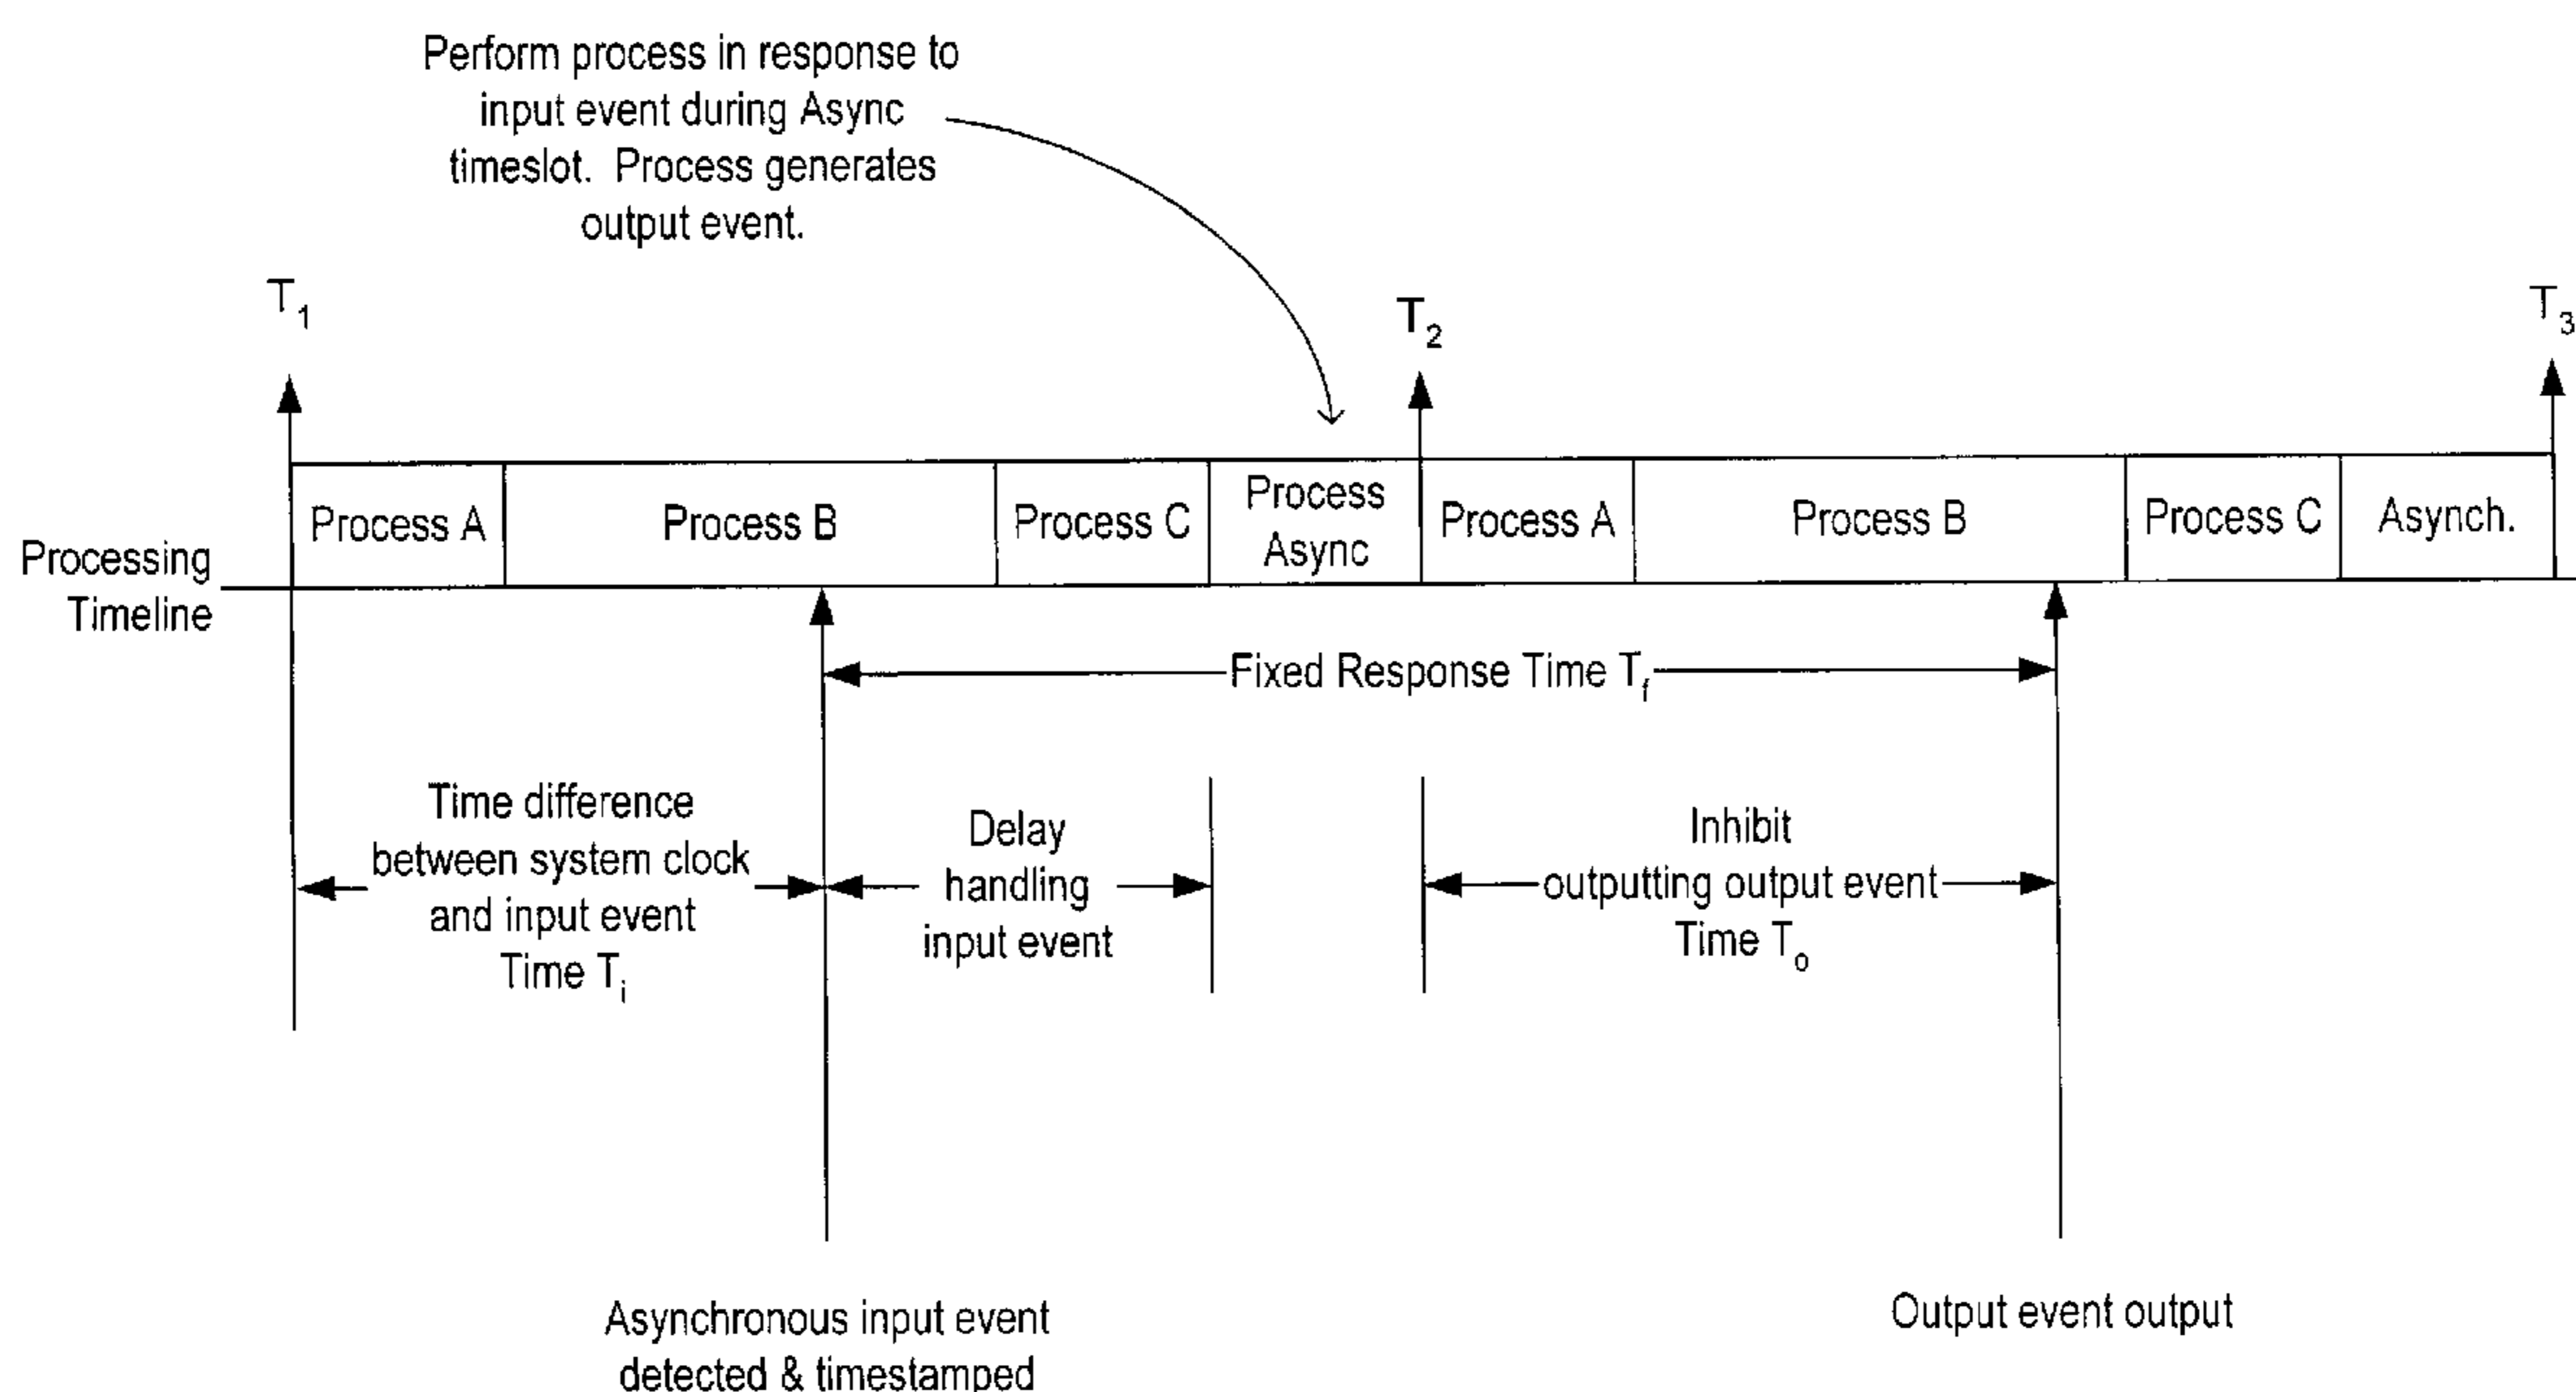 Perform process in response to
input event during Async
timeslot. Process generates
output event.
T1
T2
T3
Processing
Timeline
Process A
Process B
Process C
Process
Async
Process A
Process B
Process C
Asynch.
Fixed Response Time Tf
Time difference
between system clock
and input event
Time Ti
Delay
handling
input event
Inhibit
outputting output event
Time To
Asynchronous input event
detected & timestamped
Output event output